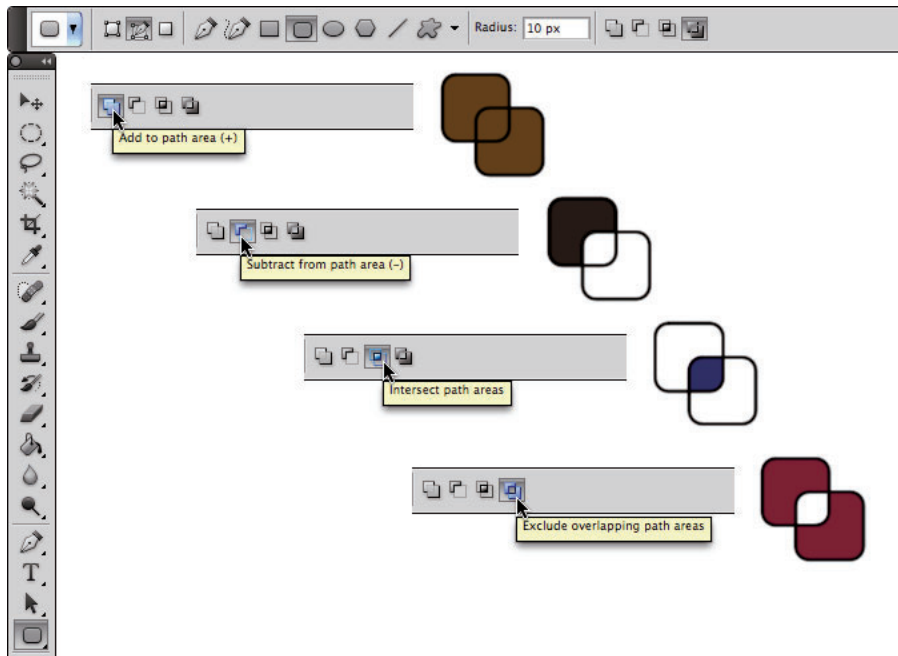 Radius: 10 px
Add to path area (+)
Subtract from path area (-)
Intersect path areas
Exclude overlapping path areas
T